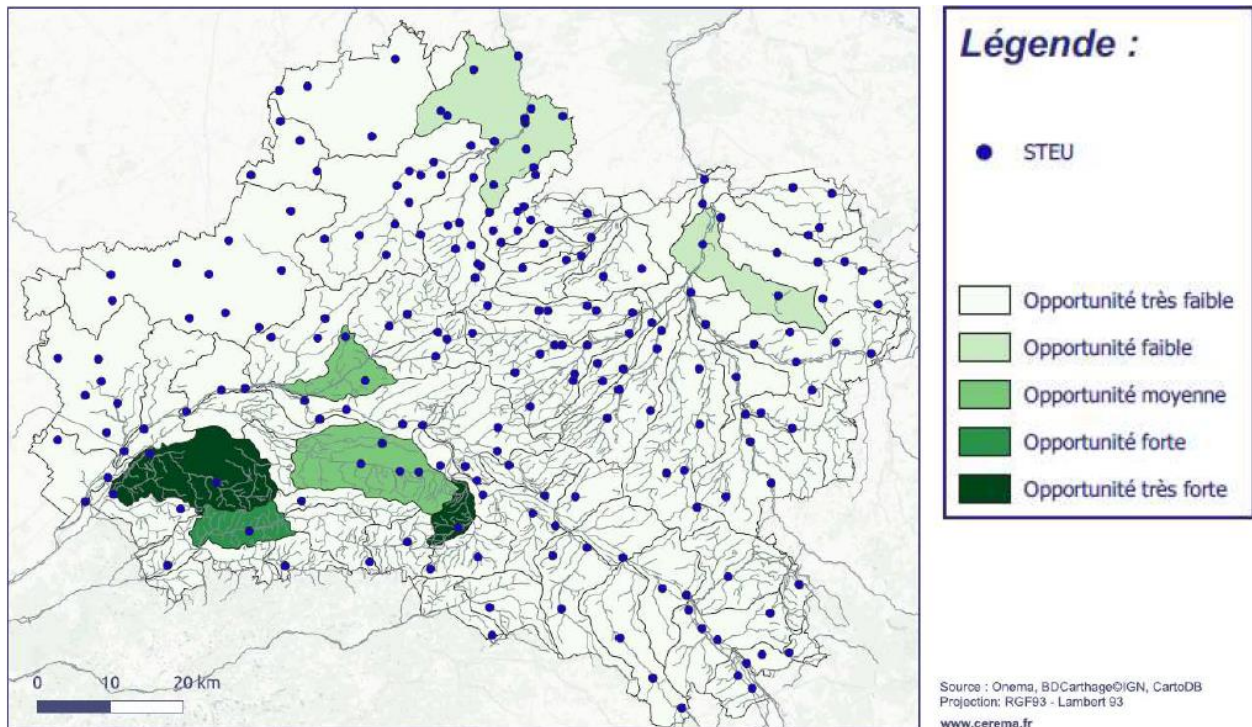 Légende :
STEU
Opportunité très faible
Opportunité faible
Opportunité moyenne
Opportunité forte
Opportunité très forte
0 10 20 km
Source : Onema, BDCarthage©IGN, CartoDB
Projection: RGF93 - Lambert 93
www.cerema.fr